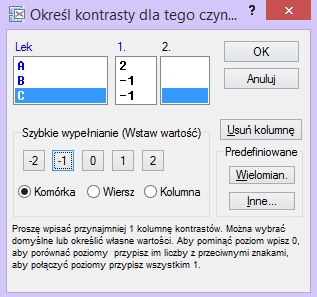 Określ kontrasty dla tego czyn... ?
Lek 1. 2.
A 2
B -1
C -1
OK
Anuluj
Szybkie wypełnianie (Wstaw wartość)
-2 -1 0 1 2
Komórka Wiersz Kolumna
Usuń kolumnę
Predefiniowane
Wielomian.
Inne...
Proszę wpisać przynajmniej 1 kolumnę kontrastów. Można wybrać
domyślne lub określić własne wartości. Aby pominąć poziom wpisz 0,
aby porównać poziomy przypisz im liczby z przeciwnymi znakami,
aby połączyć poziomy przypisz wszystkim 1.